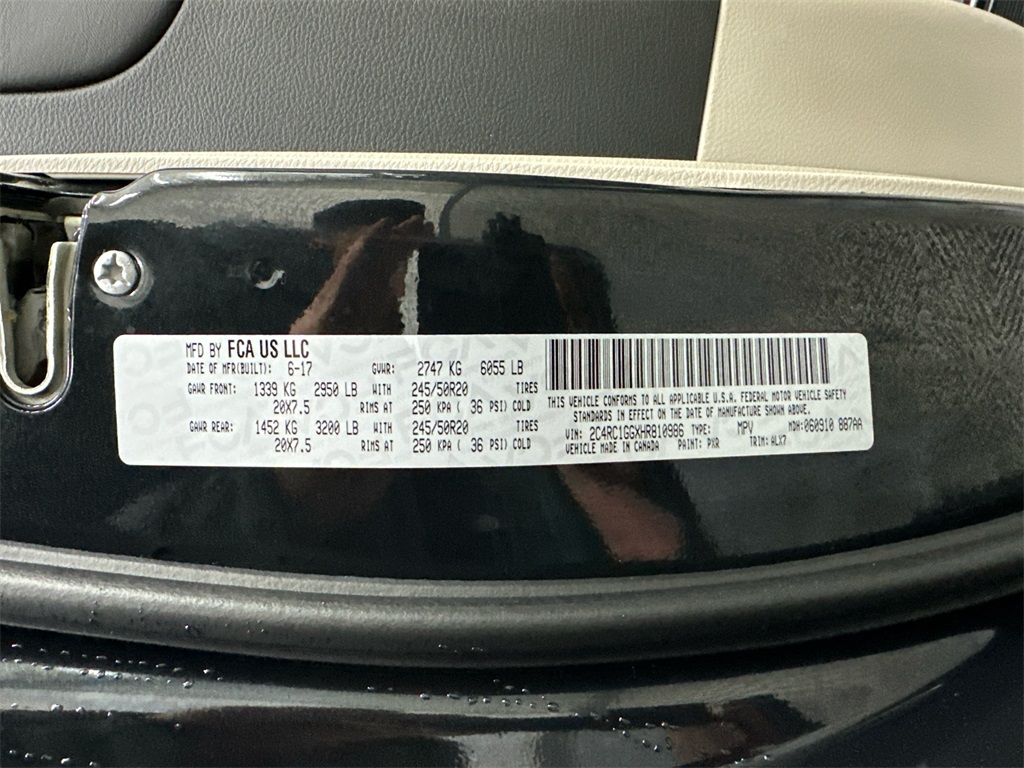 MFD BY FCA US LLC
DATE OF MFR(BUILT): 6-17 GVWR: 2747 KG 6055 LB
GAWR FRONT: 1339 KG 2950 LB WITH 245/50R20 TIRES
20X7.5 RIMS AT 250 KPA ( 36 PSI) COLD
GAWR REAR: 1452 KG 3200 LB WITH 245/50R20 TIRES
20X7.5 RIMS AT 250 KPA ( 36 PSI) COLD
THIS VEHICLE CONFORMS TO ALL APPLICABLE U.S.A. FEDERAL MOTOR VEHICLE SAFETY
STANDARDS IN EFFECT ON THE DATE OF MANUFACTURE SHOWN ABOVE.
VIN: 2C4RC1GGXHR810986 TYPE: MPV MDH:060910 887AA
VEHICLE MADE IN CANADA PAINT: PXR TRIM:ALX7